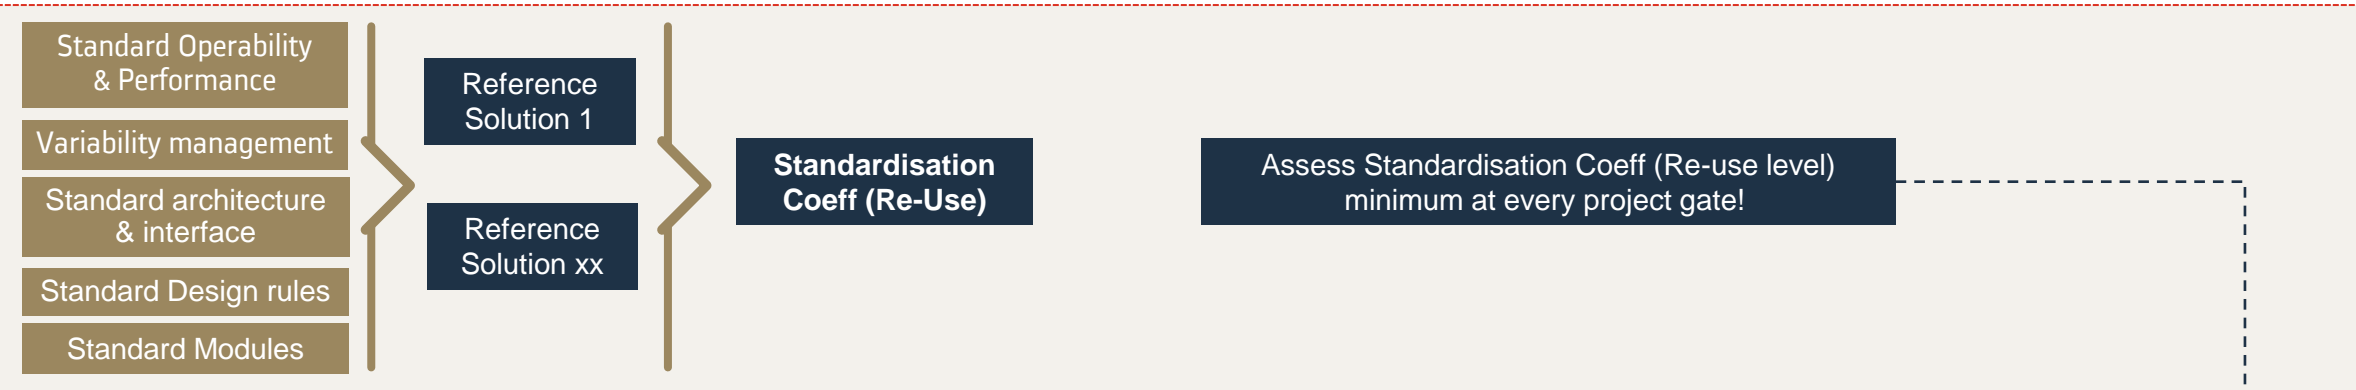 Standard Operability
& Performance
Variability management
Standard architecture
& interface
Standard Design rules
Standard Modules
Reference
Solution 1
Reference
Solution xx
Standardisation
Coeff (Re-Use)
Assess Standardisation Coeff (Re-use level)
minimum at every project gate!